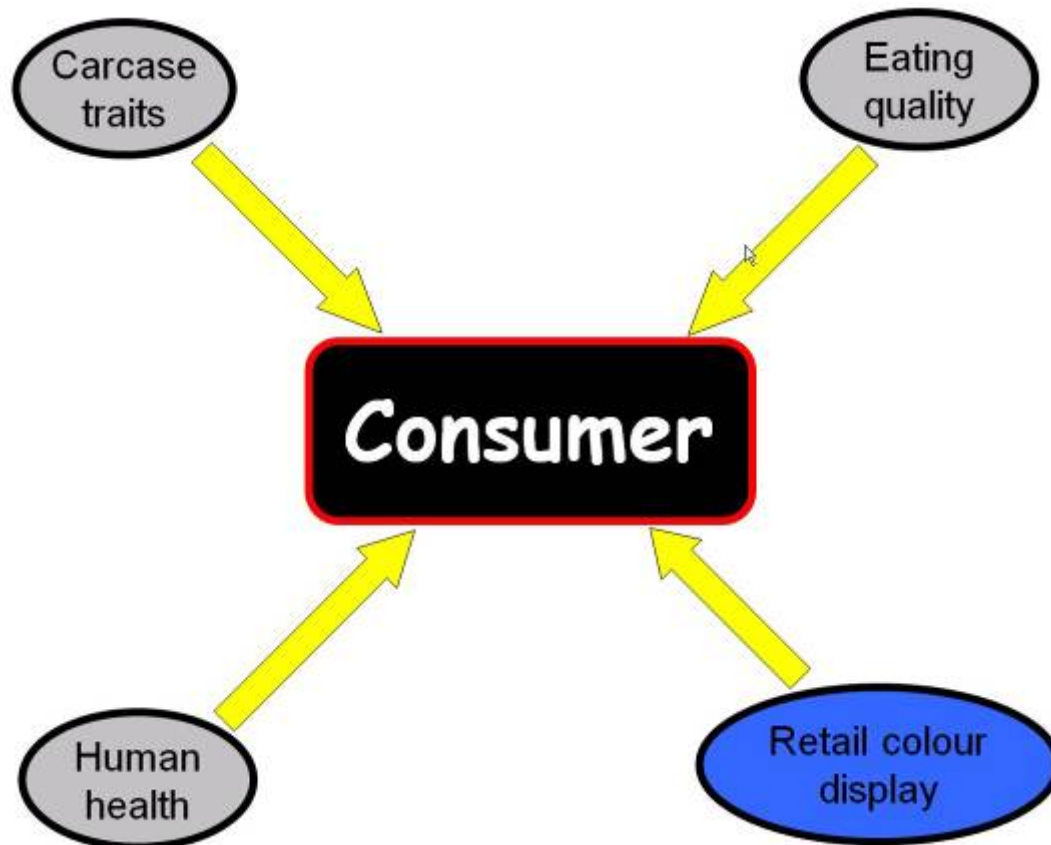 Carcase
traits
Eating
quality
Consumer
Human
health
Retail colour
display